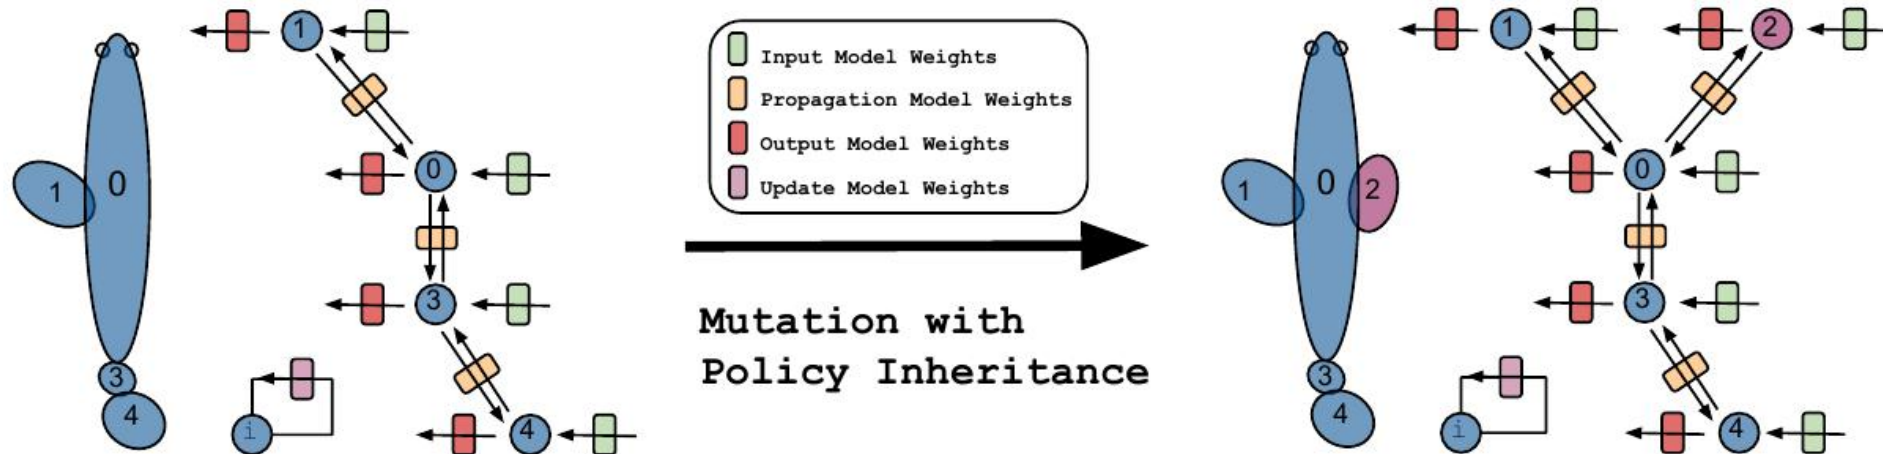 1
0
3
4
1
0
3
4
i
Input Model Weights
Propagation Model Weights
Output Model Weights
Update Model Weights
Mutation with
Policy Inheritance
1
0
2
3
4
1
2
0
3
4
i